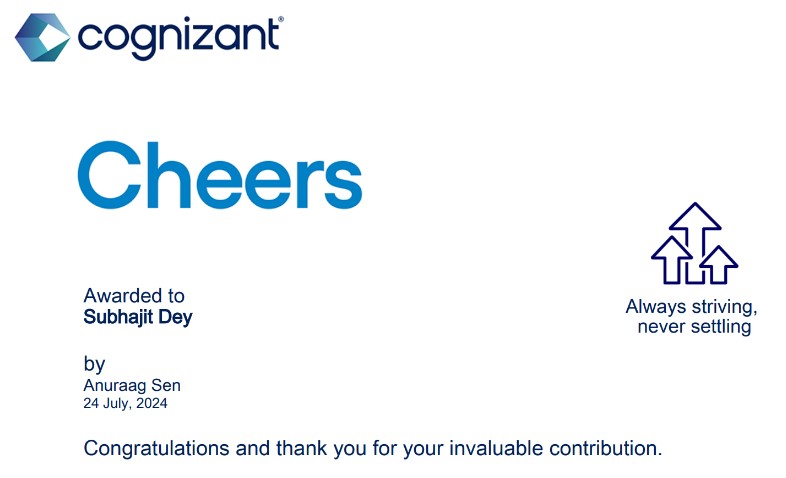 cognizant®
Cheers
Always striving,
never settling
Awarded to
Subhajit Dey
by
Anuraag Sen
24 July, 2024
Congratulations and thank you for your invaluable contribution.